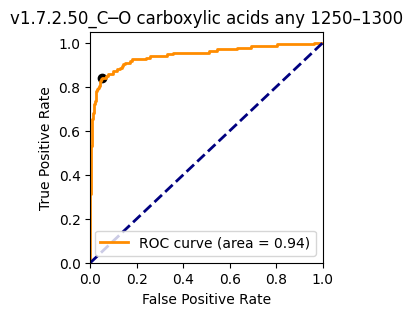 v1.7.2.50_C─O carboxylic acids any 1250–1300
1.0
0.8
0.6
0.4
0.2
0.0
True Positive Rate
ROC curve (area = 0.94)
0.0 0.2 0.4 0.6 0.8 1.0
False Positive Rate